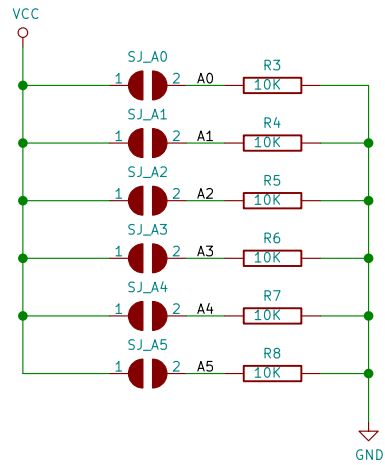 VCC
SJ_A0
R3
1 2 A0 10K
SJ_A1
R4
1 2 A1 10K
SJ_A2
R5
1 2 A2 10K
SJ_A3
R6
1 2 A3 10K
SJ_A4
R7
1 2 A4 10K
SJ_A5
R8
1 2 A5 10K
GND